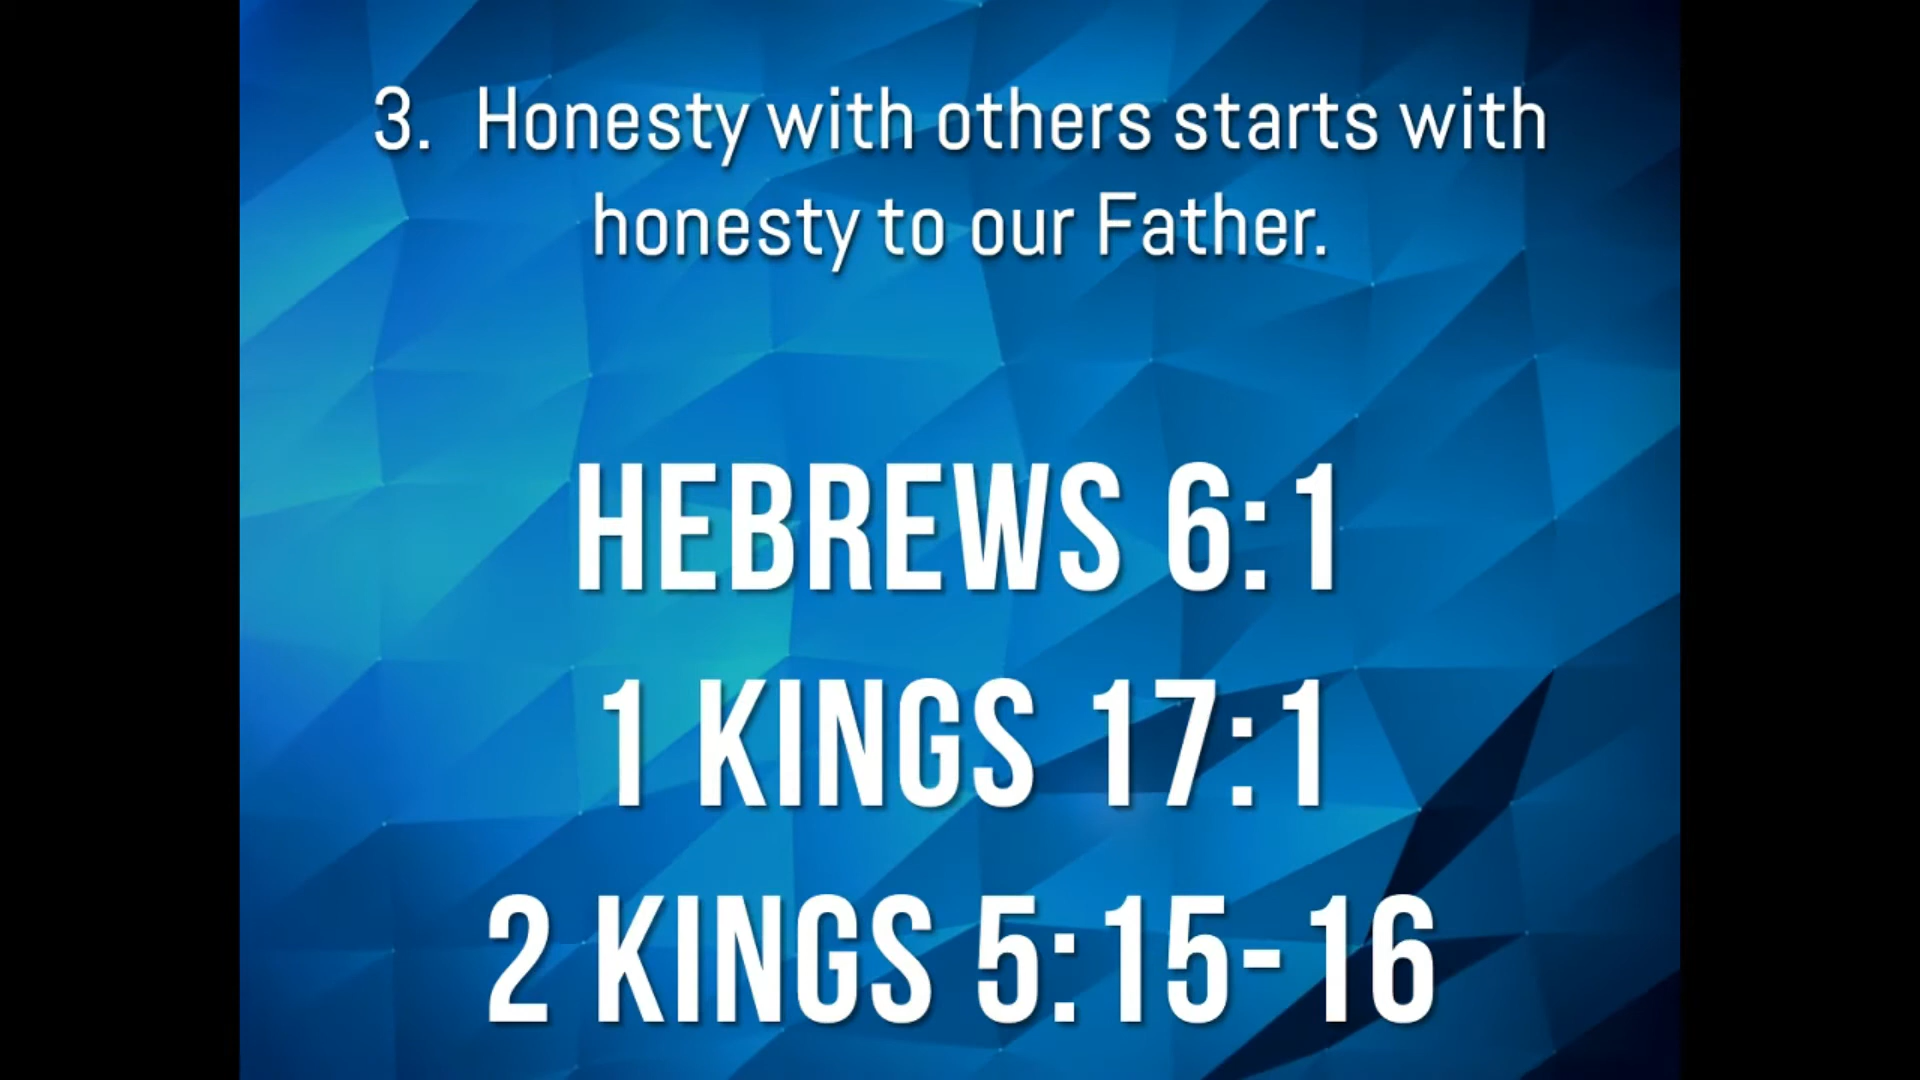 3. Honesty with others starts with
honesty to our Father.
HEBREWS 6:1
1 KINGS 17:1
2 KINGS 5:15-16